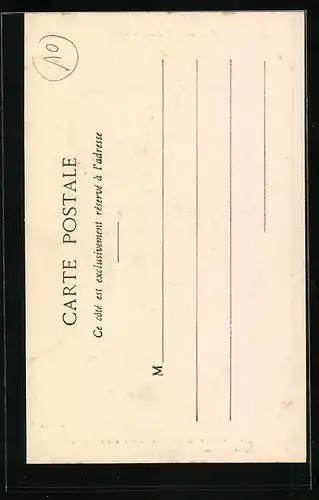 10
CARTE POSTALE
Ce côté est exclusivement réservé à l'adresse
M